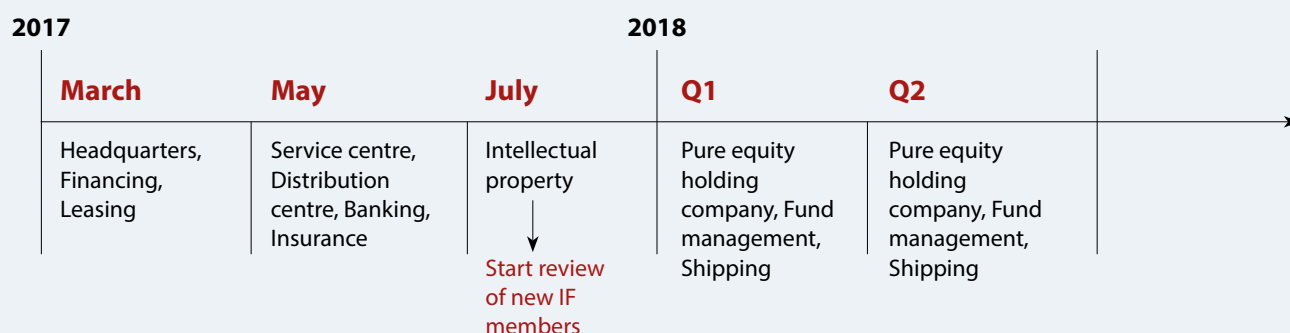 2017
2018
March
May
July
Q1
Q2
Headquarters,
Financing,
Leasing
Service centre,
Distribution
centre, Banking,
Insurance
Intellectual
property
Start review
of new IF
members
Pure equity
holding
company, Fund
management,
Shipping
Pure equity
holding
company, Fund
management,
Shipping